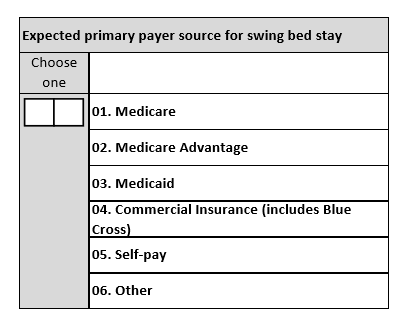 Expected primary payer source for swing bed stay
Choose
one
01. Medicare
02. Medicare Advantage
03. Medicaid
04. Commercial Insurance (includes Blue
Cross)
05. Self-pay
06. Other